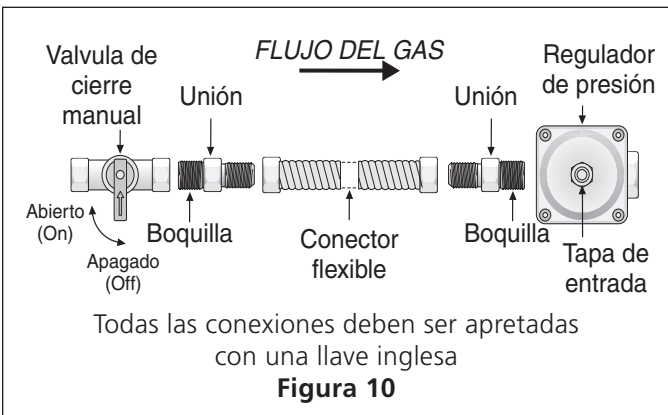 Valvula de
cierre
manual
FLUJO DEL GAS
Regulador
de presión
Unión
Unión
Abierto
(On)
Apagado
(Off)
Boquilla
Conector
flexible
Boquilla
Tapa de
entrada
Todas las conexiones deben ser apretadas
con una llave inglesa
Figura 10